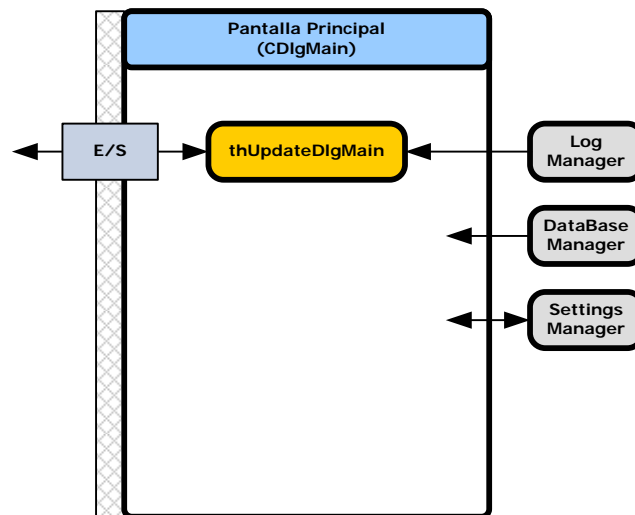 Pantalla Principal
(CDlgMain)
E/S
thUpdateDlgMain
Log
Manager
DataBase
Manager
Settings
Manager